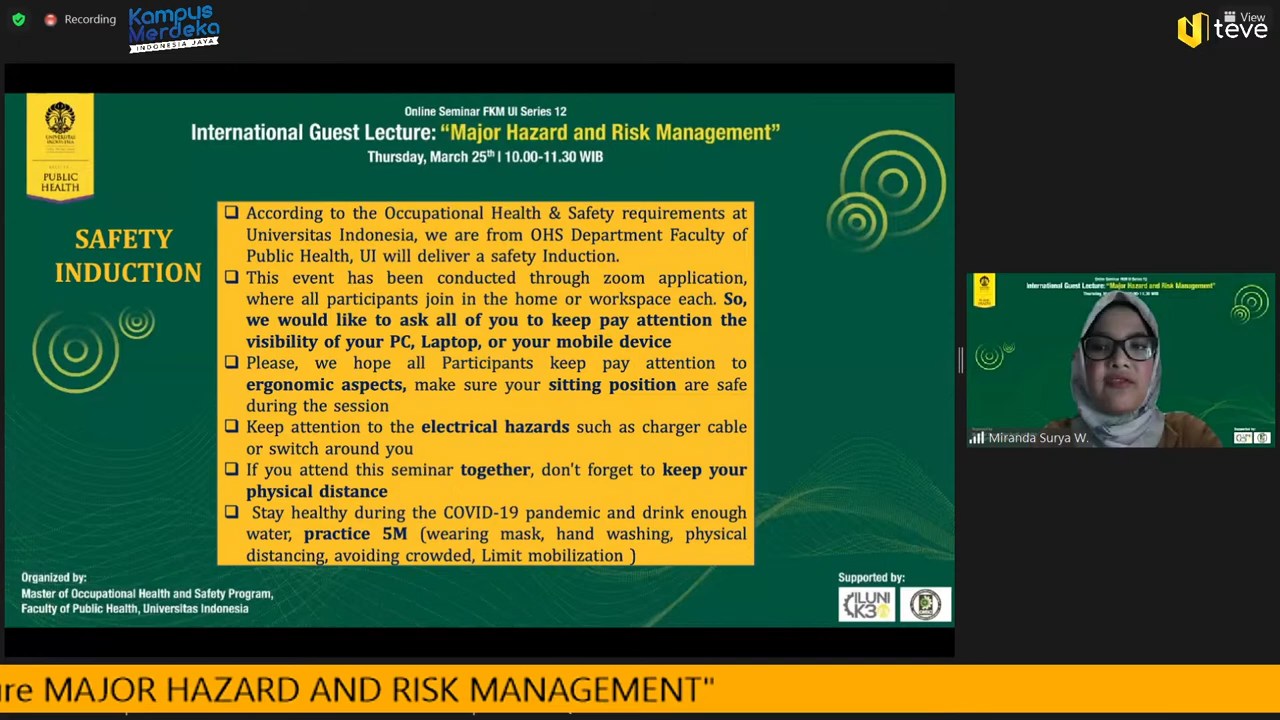 Recording
Kampus
Merdeka
INDONESIA JAYA
View
teve
UNIVERSITAS
INDONESIA
FACULTY OF
PUBLIC
HEALTH
Online Seminar FKM UI Series 12
International Guest Lecture: “Major Hazard and Risk Management”
Thursday, March 25th | 10.00-11.30 WIB
SAFETY
INDUCTION
According to the Occupational Health & Safety requirements at
Universitas Indonesia, we are from OHS Department Faculty of
Public Health, UI will deliver a safety Induction.
This event has been conducted through zoom application,
where all participants join in the home or workspace each. So,
we would like to ask all of you to keep pay attention the
visibility of your PC, Laptop, or your mobile device
Please, we hope all Participants keep pay attention to
ergonomic aspects, make sure your sitting position are safe
during the session
Keep attention to the electrical hazards such as charger cable
or switch around you
If you attend this seminar together, don't forget to keep your
physical distance
Stay healthy during the COVID-19 pandemic and drink enough
water, practice 5M (wearing mask, hand washing, physical
distancing, avoiding crowded, Limit mobilization )
Organized by:
Master of Occupational Health and Safety Program,
Faculty of Public Health, Universitas Indonesia
Supported by:
ILUNI
K3
Online Seminar FKM UI Series 12
International Guest Lecture: “Major Hazard and Risk Management”
Miranda Surya W.
re MAJOR HAZARD AND RISK MANAGEMENT"